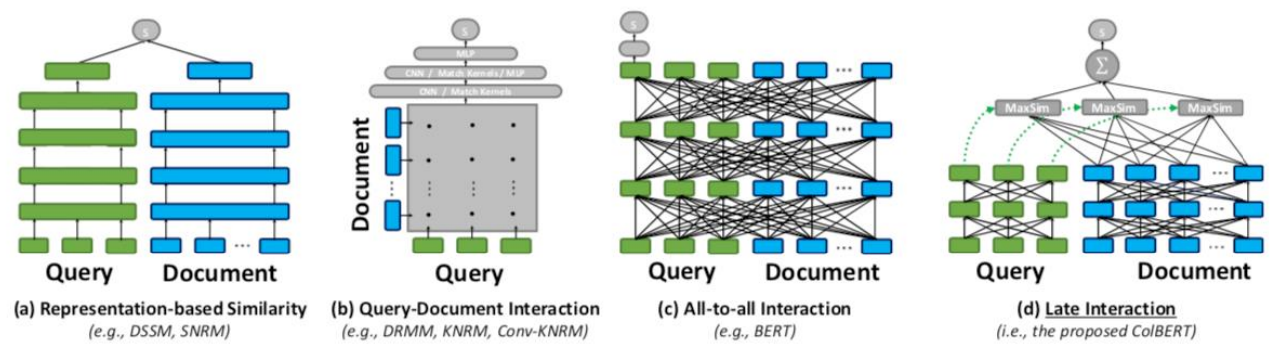 S
Query
Document
(a) Representation-based Similarity
(e.g., DSSM, SNRM)
S
MLP
CNN / Match Kernels / MLP
CNN / Match Kernels
Document
Query
(b) Query-Document Interaction
(e.g., DRMM, KNRM, Conv-KNRM)
S
Query
Document
(c) All-to-all Interaction
(e.g., BERT)
S
Σ
MaxSim
MaxSim
MaxSim
Query
Document
(d) Late Interaction
(i.e., the proposed ColBERT)